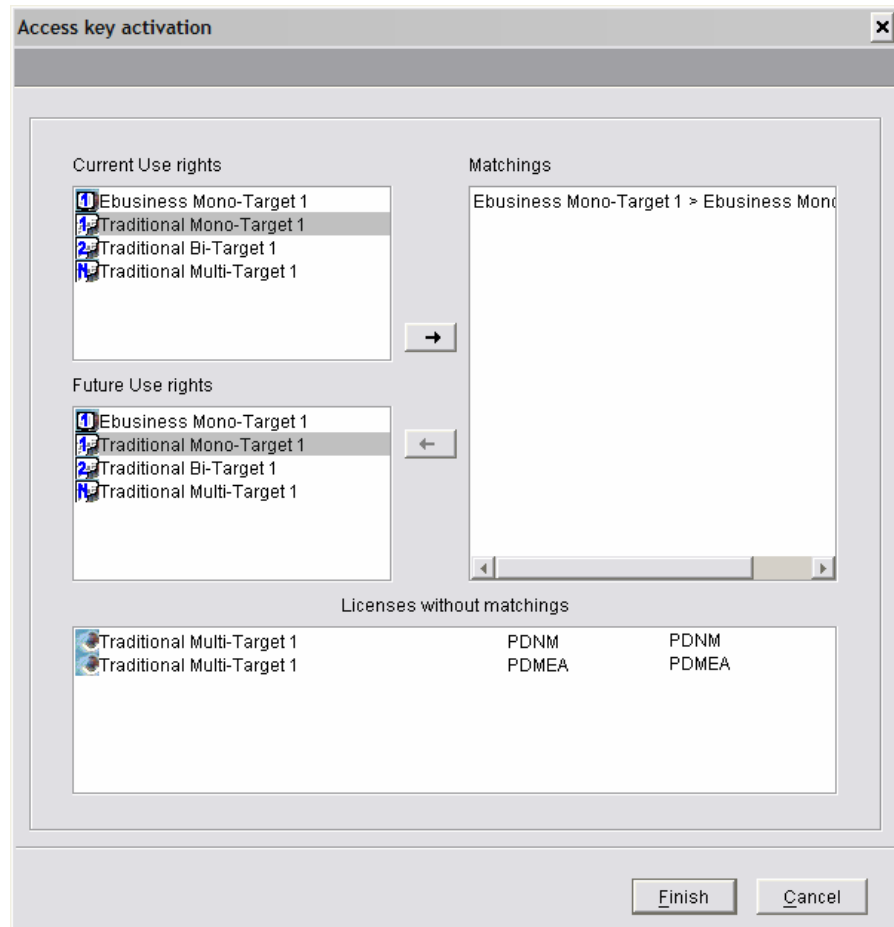 Access key activation
Current Use rights
Ebusiness Mono-Target 1
Traditional Mono-Target 1
Traditional Bi-Target 1
Traditional Multi-Target 1
Matchings
Ebusiness Mono-Target 1 > Ebusiness Mono
Future Use rights
Ebusiness Mono-Target 1
Traditional Mono-Target 1
Traditional Bi-Target 1
Traditional Multi-Target 1
Licenses without matchings
Traditional Multi-Target 1 PDNM PDNM
Traditional Multi-Target 1 PDMEA PDMEA
Finish Cancel